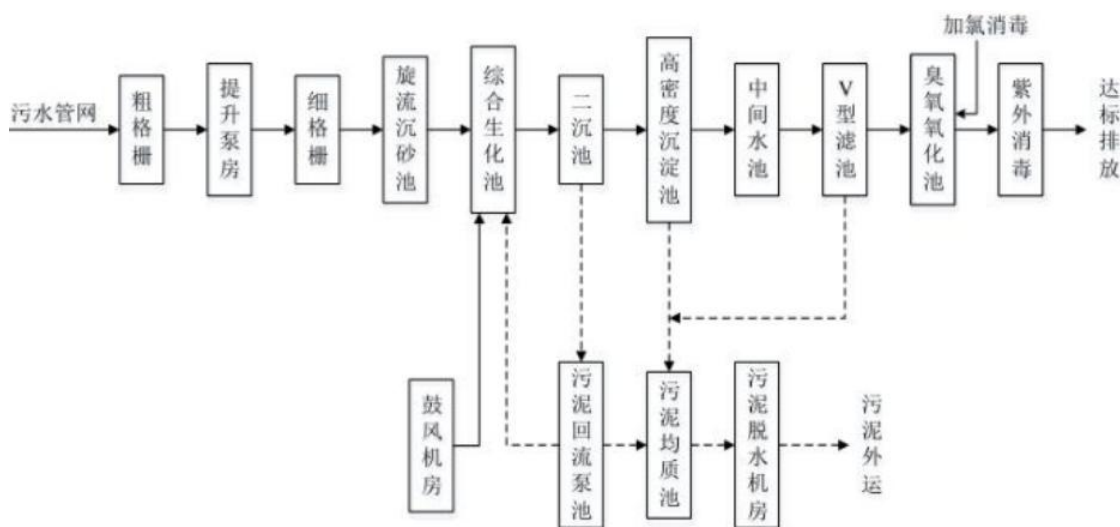 加氯消毒
污水管网
粗格栅
提升泵房
细格栅
旋流沉砂池
综合生化池
二沉池
高密度沉淀池
中间水池
V型滤池
臭氧氧化池
紫外消毒
达标排放
鼓风机房
污泥回流泵池
污泥均质池
污泥脱水机房
污泥外运